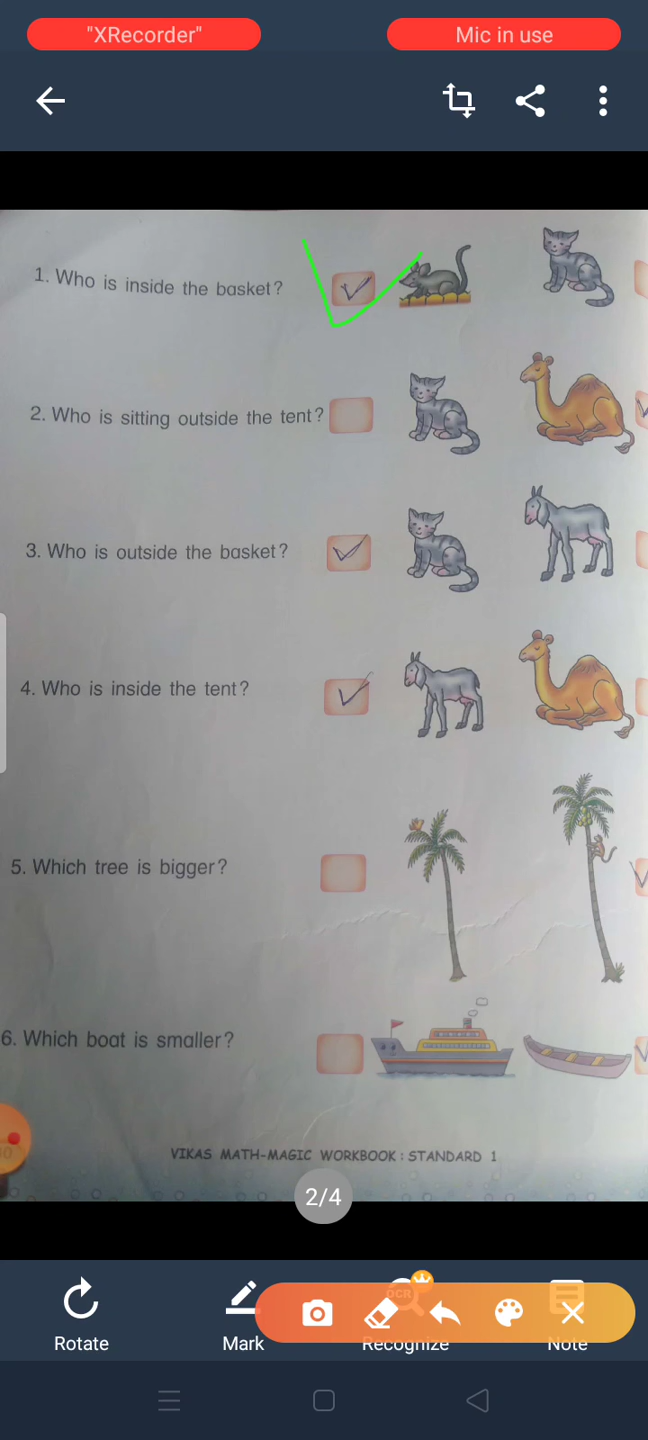 "XRecorder"
Mic in use
1. Who is inside the basket?
2. Who is sitting outside the tent?
3. Who is outside the basket?
4. Who is inside the tent?
5. Which tree is bigger?
6. Which boat is smaller?
VIKAS MATH-MAGIC WORKBOOK : STANDARD 1
2/4
OCR
Rotate
Mark
Recognize
Note